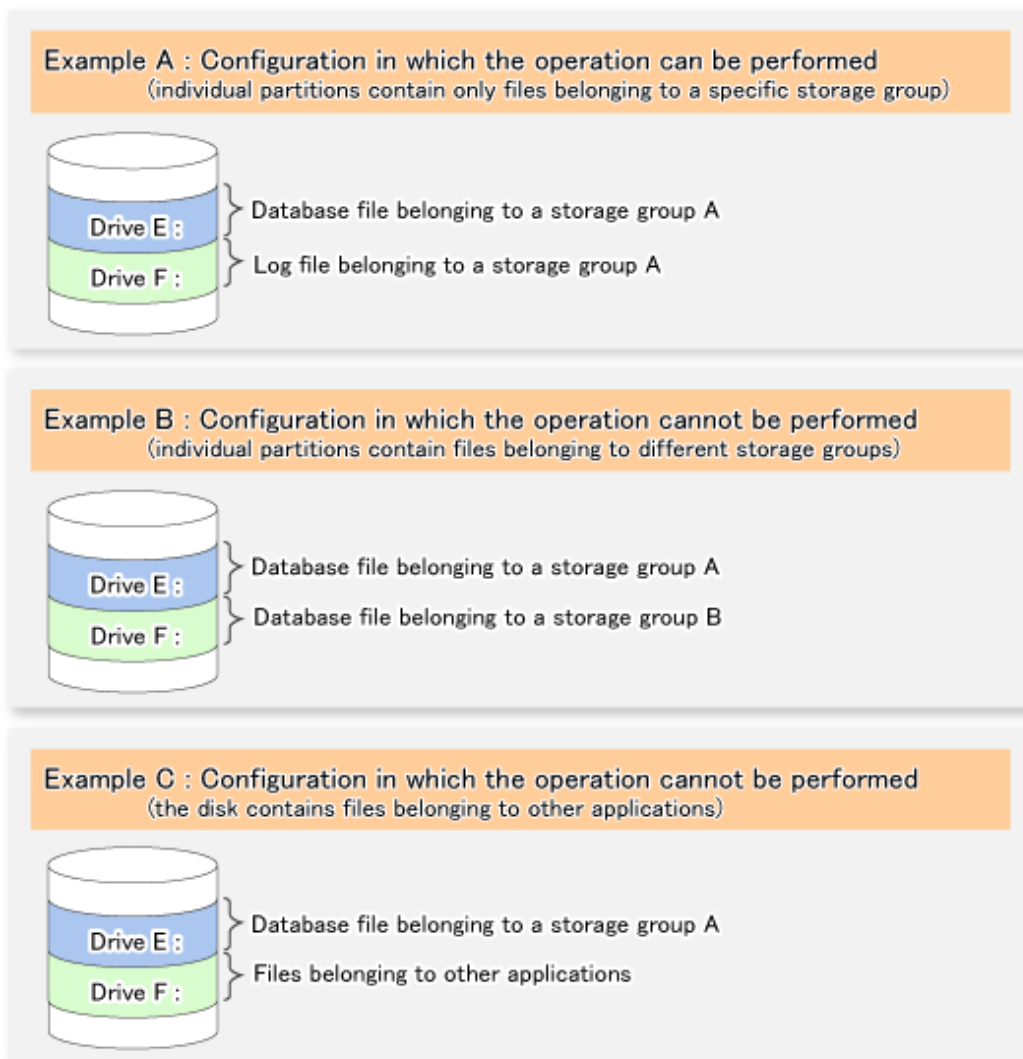 Example A : Configuration in which the operation can be performed
(individual partitions contain only files belonging to a specific storage group)
Drive E :
Database file belonging to a storage group A
Drive F :
Log file belonging to a storage group A
Example B : Configuration in which the operation cannot be performed
(individual partitions contain files belonging to different storage groups)
Drive E :
Database file belonging to a storage group A
Drive F :
Database file belonging to a storage group B
Example C : Configuration in which the operation cannot be performed
(the disk contains files belonging to other applications)
Drive E :
Database file belonging to a storage group A
Drive F :
Files belonging to other applications